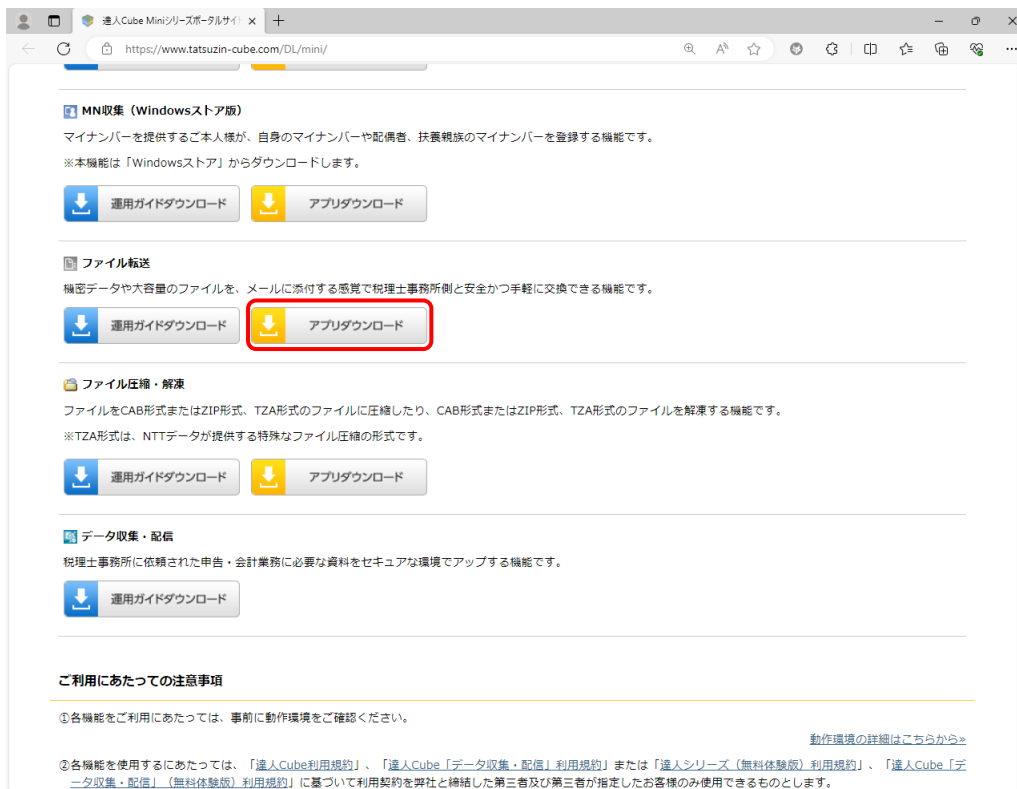 達人Cube Miniシリーズポータルサイ
https://www.tatsuzin-cube.com/DL/mini/
MN収集（Windowsストア版）
マイナンバーを提供するご本人様が、自身のマイナンバーや配偶者、扶養親族のマイナンバーを登録する機能です。
※本機能は「Windowsストア」からダウンロードします。
運用ガイドダウンロード アプリダウンロード
ファイル転送
機密データや大容量のファイルを、メールに添付する感覚で税理士事務所側と安全かつ手軽に交換できる機能です。
運用ガイドダウンロード アプリダウンロード
ファイル圧縮・解凍
ファイルをCAB形式またはZIP形式、TZA形式のファイルに圧縮したり、CAB形式またはZIP形式、TZA形式のファイルを解凍する機能です。
※TZA形式は、NTTデータが提供する特殊なファイル圧縮の形式です。
運用ガイドダウンロード アプリダウンロード
データ収集・配信
税理士事務所に依頼された申告・会計業務に必要な資料をセキュアな環境でアップする機能です。
運用ガイドダウンロード
ご利用にあたっての注意事項
①各機能をご利用にあたっては、事前に動作環境をご確認ください。
動作環境の詳細はこちらから»
②各機能を使用するにあたっては、「達人Cube利用規約」、「達人Cube「データ収集・配信」利用規約」または「達人シリーズ（無料体験版）利用規約」、「達人Cube「デ
ータ収集・配信」（無料体験版）利用規約」に基づいて利用契約を弊社と締結した第三者及び第三者が指定したお客様のみ使用できるものとします。